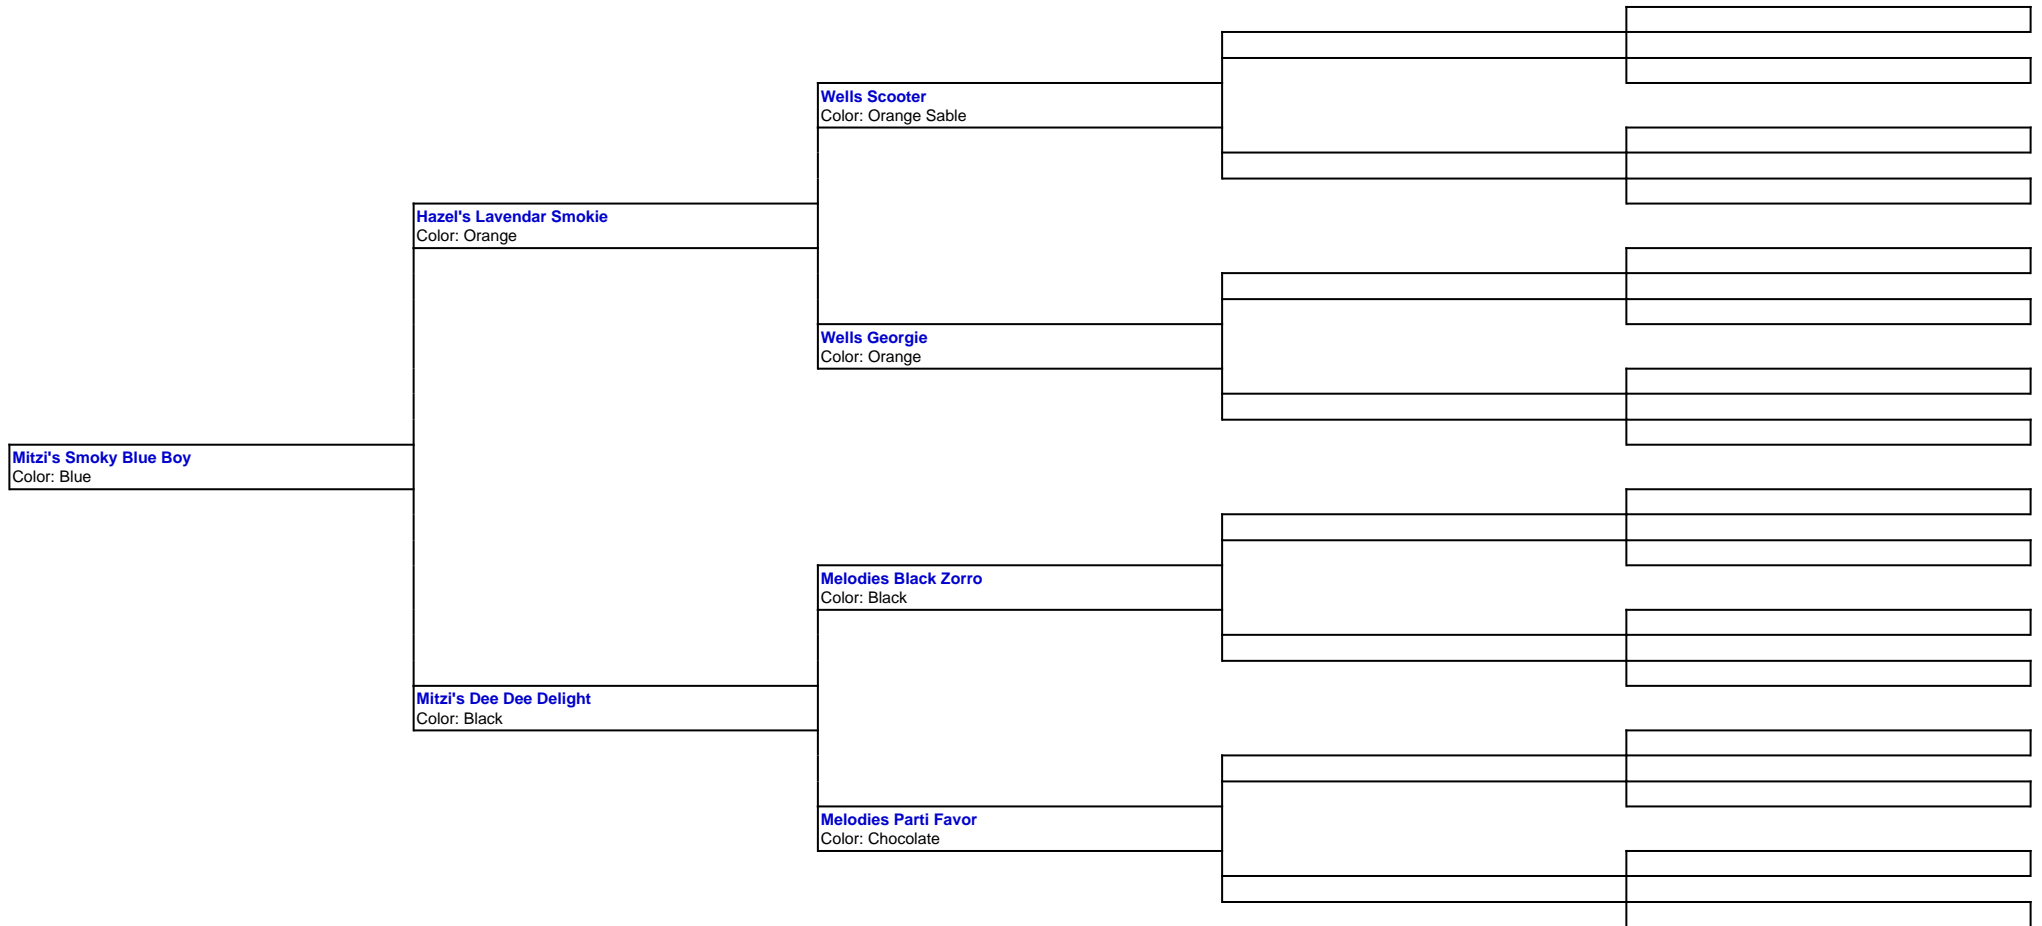 Wells Scooter
Color: Orange Sable
Hazel's Lavendar Smokie
Color: Orange
Wells Georgie
Color: Orange
Mitzi's Smoky Blue Boy
Color: Blue
Melodies Black Zorro
Color: Black
Mitzi's Dee Dee Delight
Color: Black
Melodies Parti Favor
Color: Chocolate